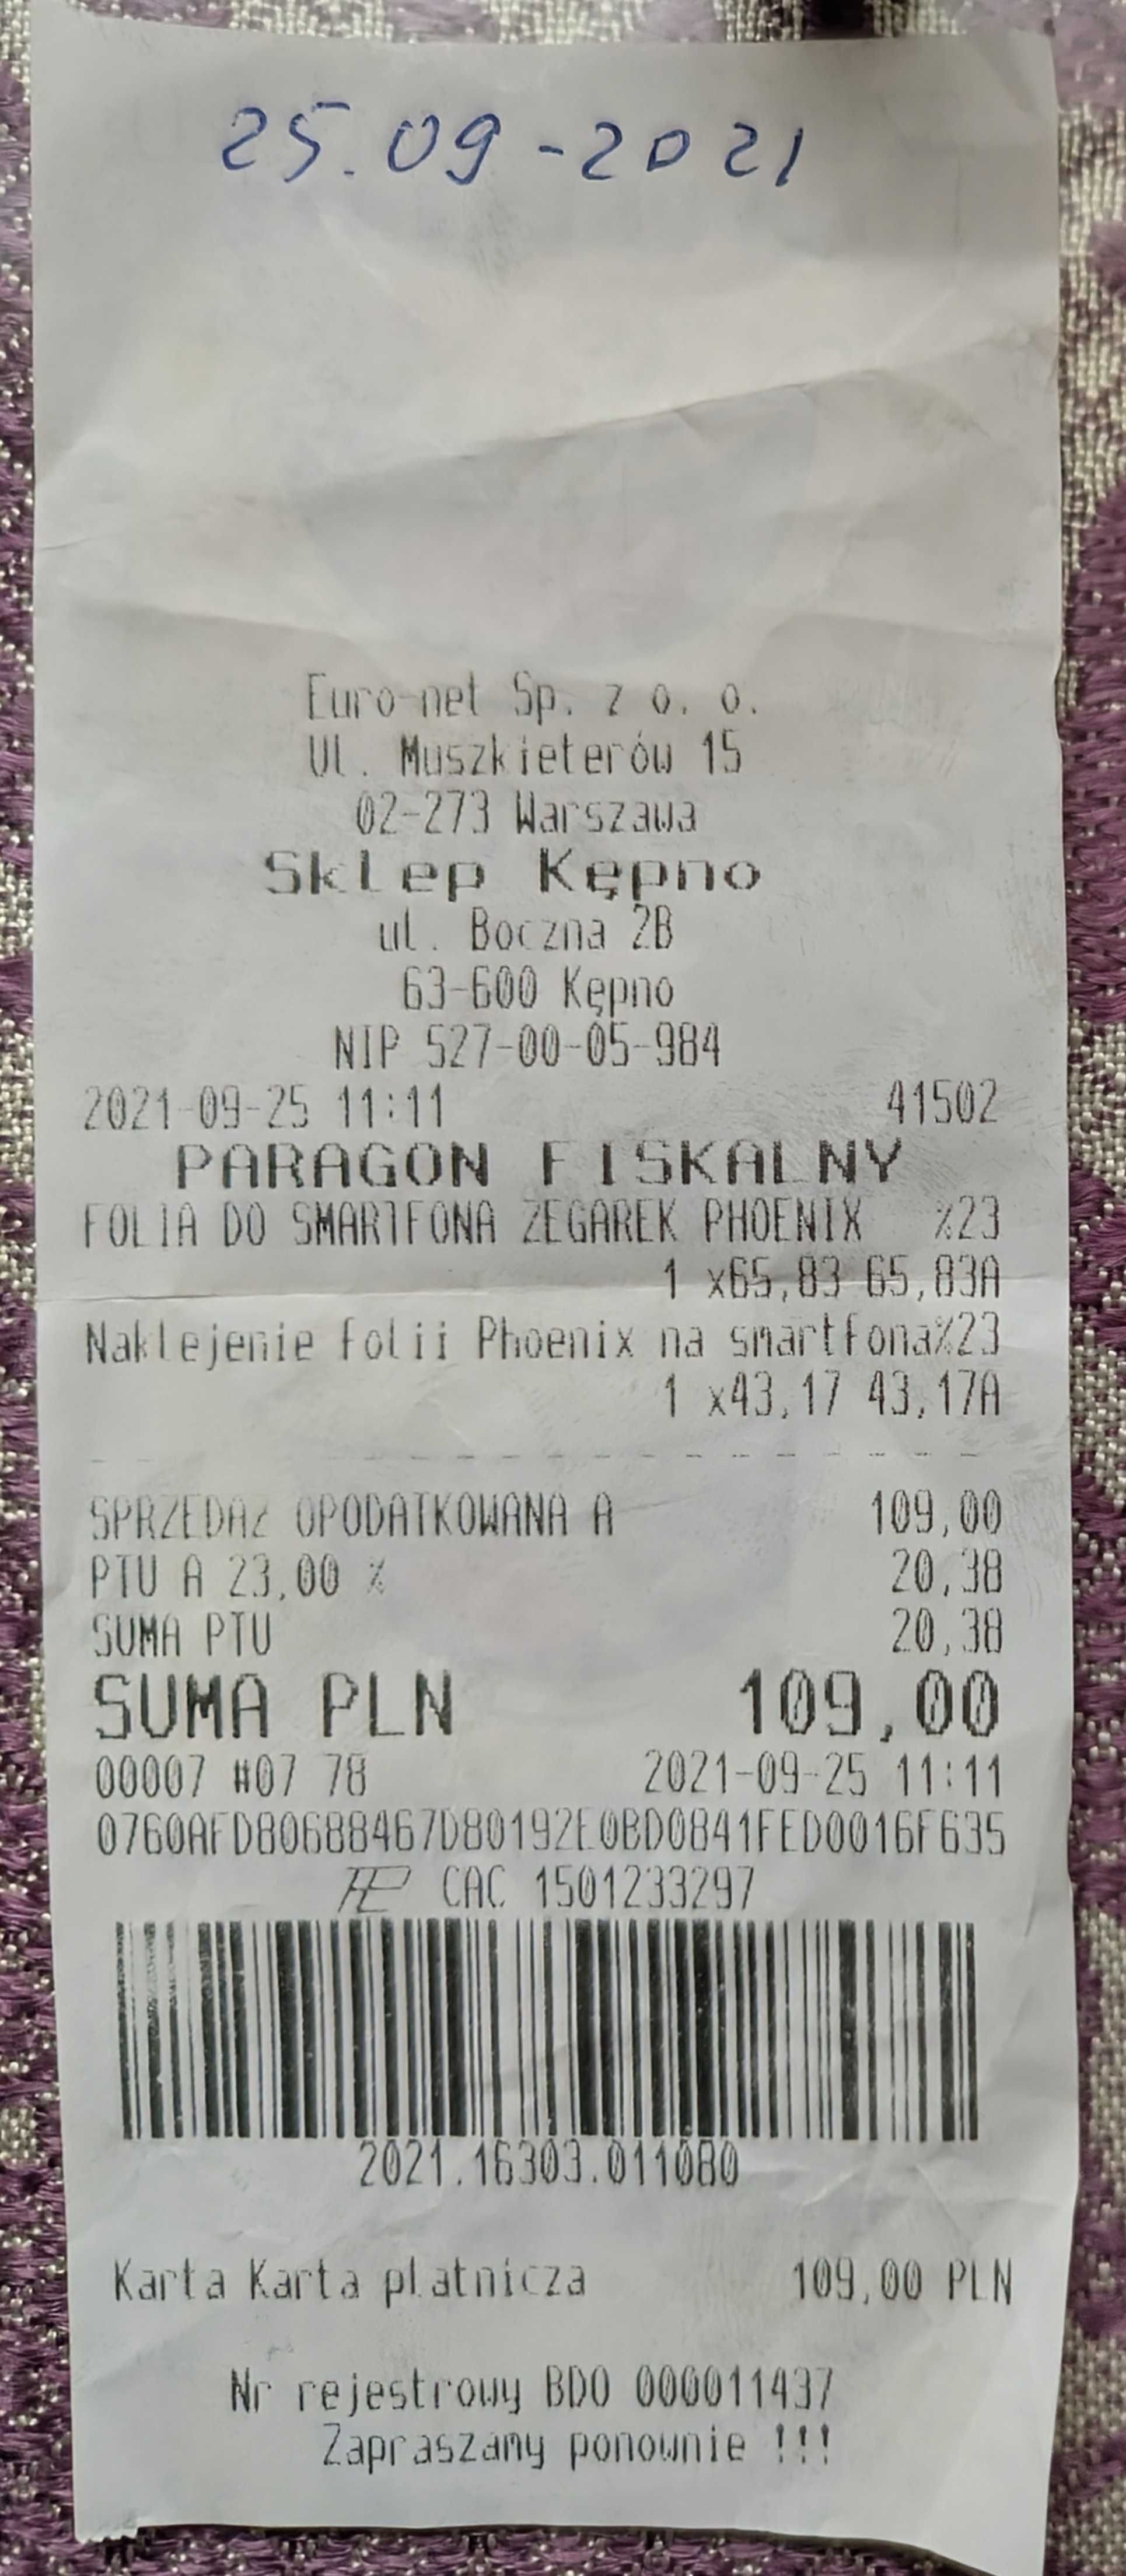 25.09-2021
Euro-net Sp. z o. o.
Ul. Muszkieterów 15
02-273 Warszawa
Sklep Kępno
ul. Boczna 2B
63-600 Kępno
NIP 527-00-05-984
2021-09-25 11:11 41502
PARAGON FISKALNY
FOLIA DO SMARTFONA ZEGAREK PHOENIX %23
1 x65,83 65,83A
Naklejenie folii Phoenix na smartfona%23
1 x43,17 43,17A
SPRZEDAŻ OPODATKOWANA A 109,00
PTU A 23,00 % 20,38
SUMA PTU 20,38
SUMA PLN 109,00
00007 #07 78 2021-09-25 11:11
0760AFD80688467D80192E0BD0841FED0016F635
CAC 1501233297
2021.16303.011080
Karta Karta płatnicza 109,00 PLN
Nr rejestrowy BDO 000011437
Zapraszamy ponownie !!!